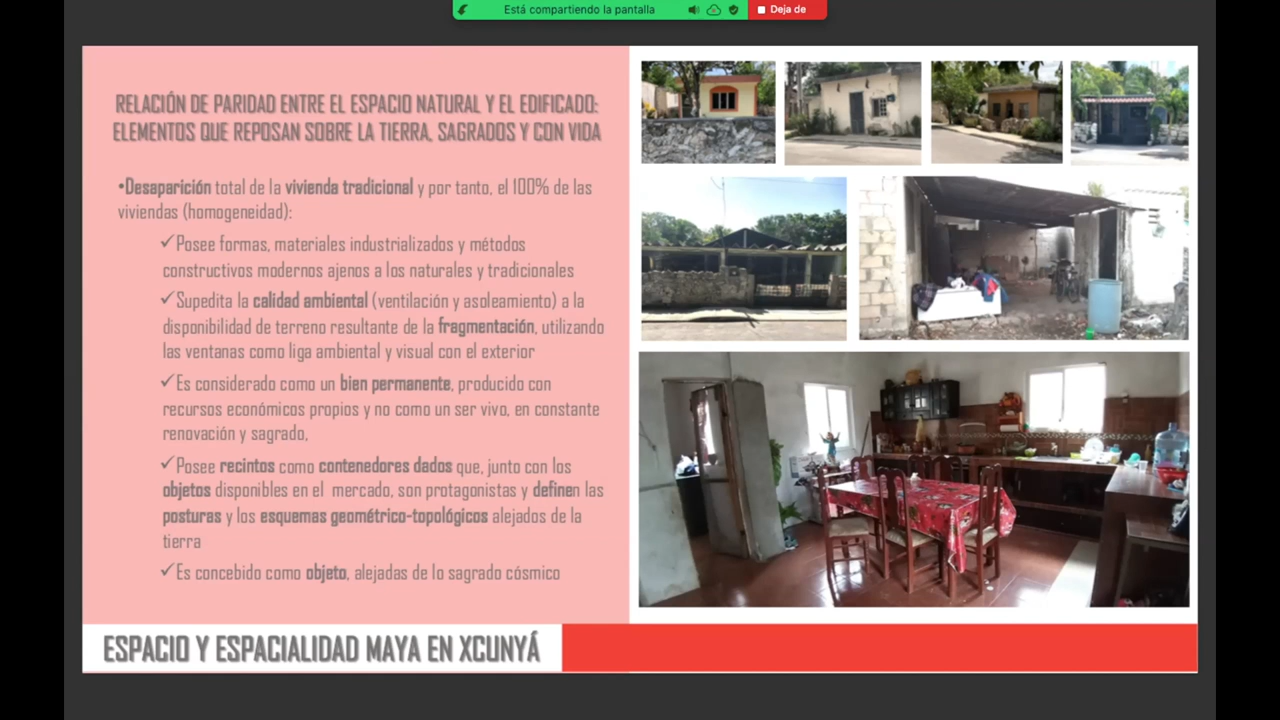 Está compartiendo la pantalla
Deja de
RELACIÓN DE PARIDAD ENTRE EL ESPACIO NATURAL Y EL EDIFICADO:
ELEMENTOS QUE REPOSAN SOBRE LA TIERRA, SAGRADOS Y CON VIDA
•Desaparición total de la vivienda tradicional y por tanto, el 100% de las
viviendas (homogeneidad):
✓Posee formas, materiales industrializados y métodos
constructivos modernos ajenos a los naturales y tradicionales
✓Supedita la calidad ambiental (ventilación y asoleamiento) a la
disponibilidad de terreno resultante de la fragmentación, utilizando
las ventanas como liga ambiental y visual con el exterior
✓Es considerado como un bien permanente, producido con
recursos económicos propios y no como un ser vivo, en constante
renovación y sagrado,
✓Posee recintos como contenedores dados que, junto con los
objetos disponibles en el mercado, son protagonistas y definen las
posturas y los esquemas geométrico-topológicos alejados de la
tierra
✓Es concebido como objeto, alejadas de lo sagrado cósmico
ESPACIO Y ESPACIALIDAD MAYA EN XCUNYÁ